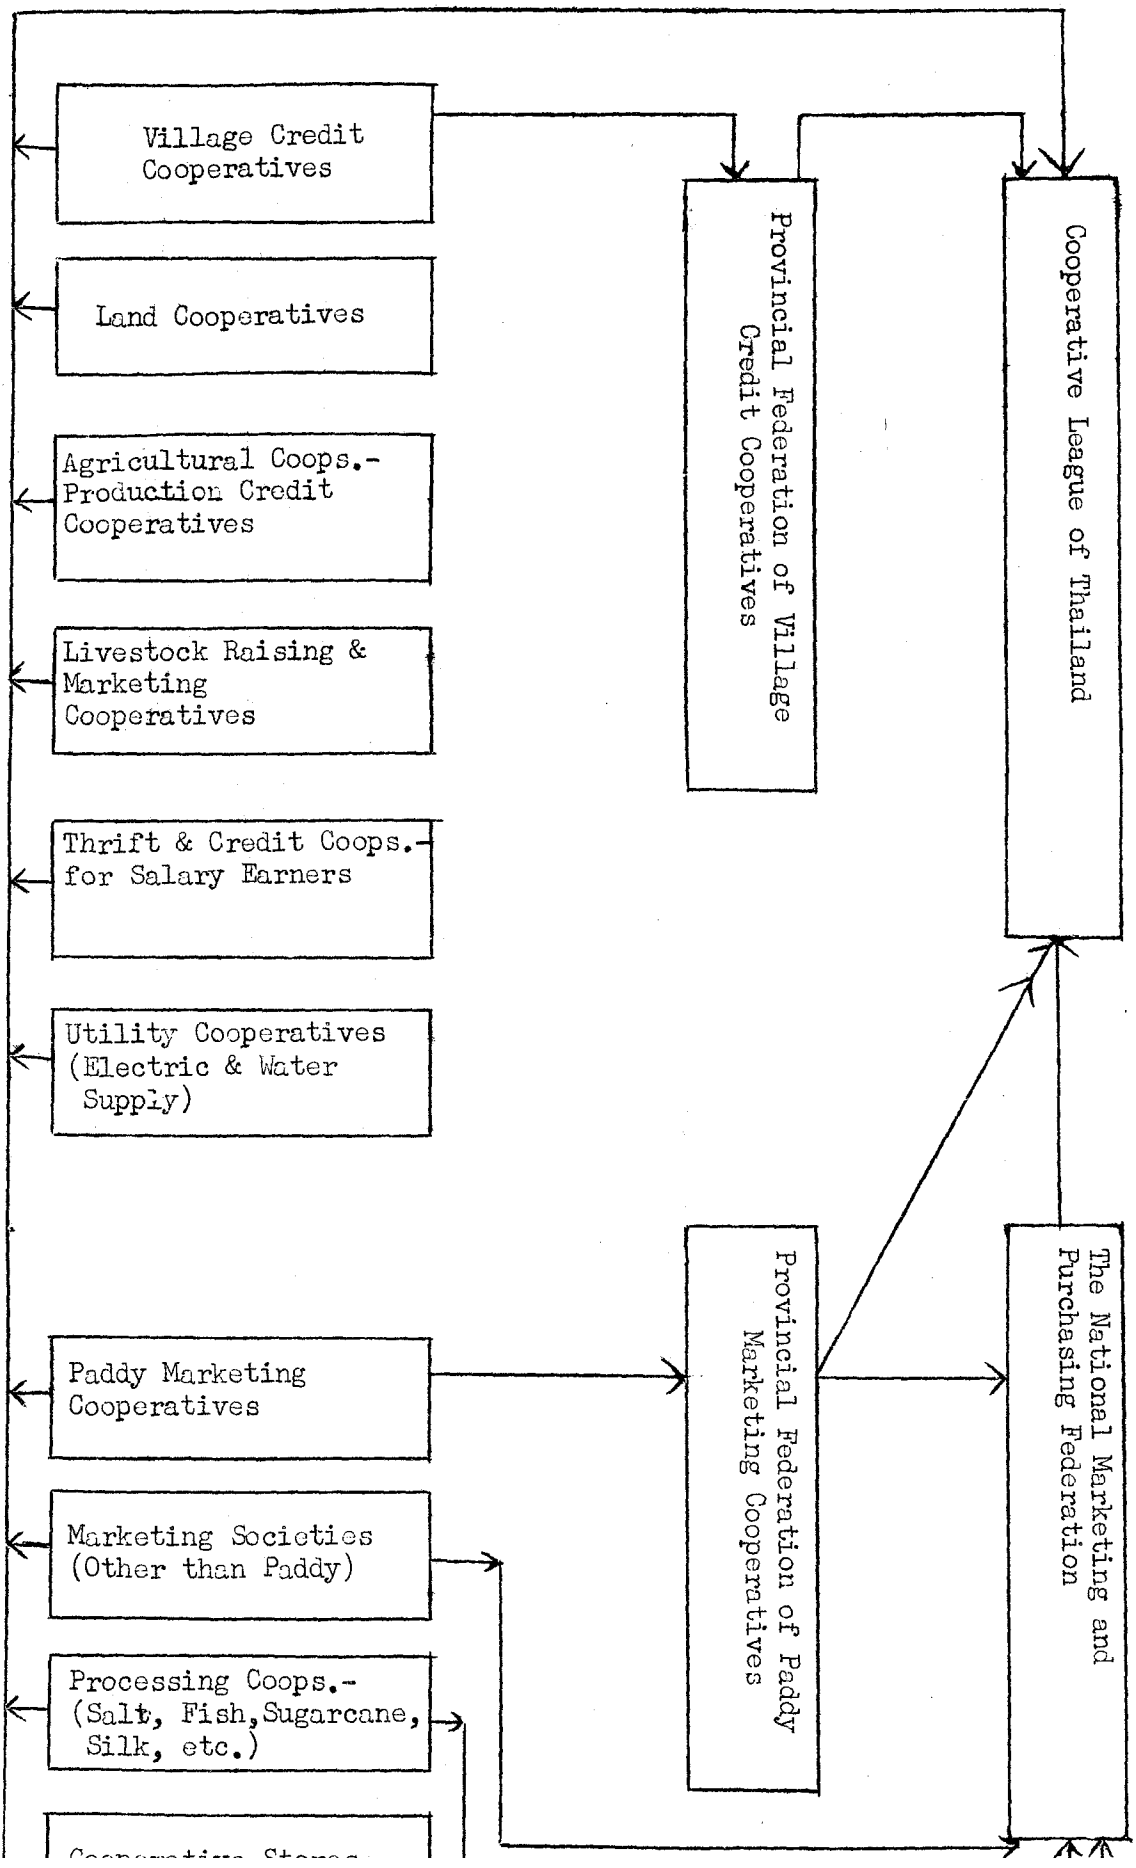 Village Credit
Cooperatives
Land Cooperatives
Agricultural Coops.-
Production Credit
Cooperatives
Livestock Raising &
Marketing
Cooperatives
Thrift & Credit Coops.-
for Salary Earners
Utility Cooperatives
(Electric & Water
Supply)
Paddy Marketing
Cooperatives
Marketing Societies
(Other than Paddy)
Processing Coops.-
(Salt, Fish,Sugarcane,
Silk, etc.)
Cooperative Stores
Provincial Federation of Village
Credit Cooperatives
Provincial Federation of Paddy
Marketing Cooperatives
Cooperative League of Thailand
The National Marketing and
Purchasing Federation